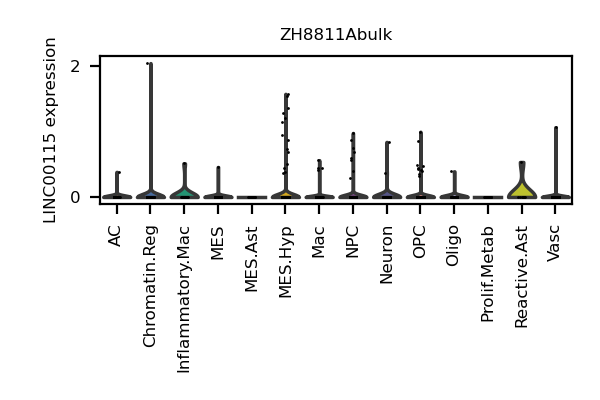 ZH8811Abulk
LINC00115 expression
2
0
AC
Chromatin.Reg
Inflammatory.Mac
MES
MES.Ast
MES.Hyp
Mac
NPC
Neuron
OPC
Oligo
Prolif.Metab
Reactive.Ast
Vasc